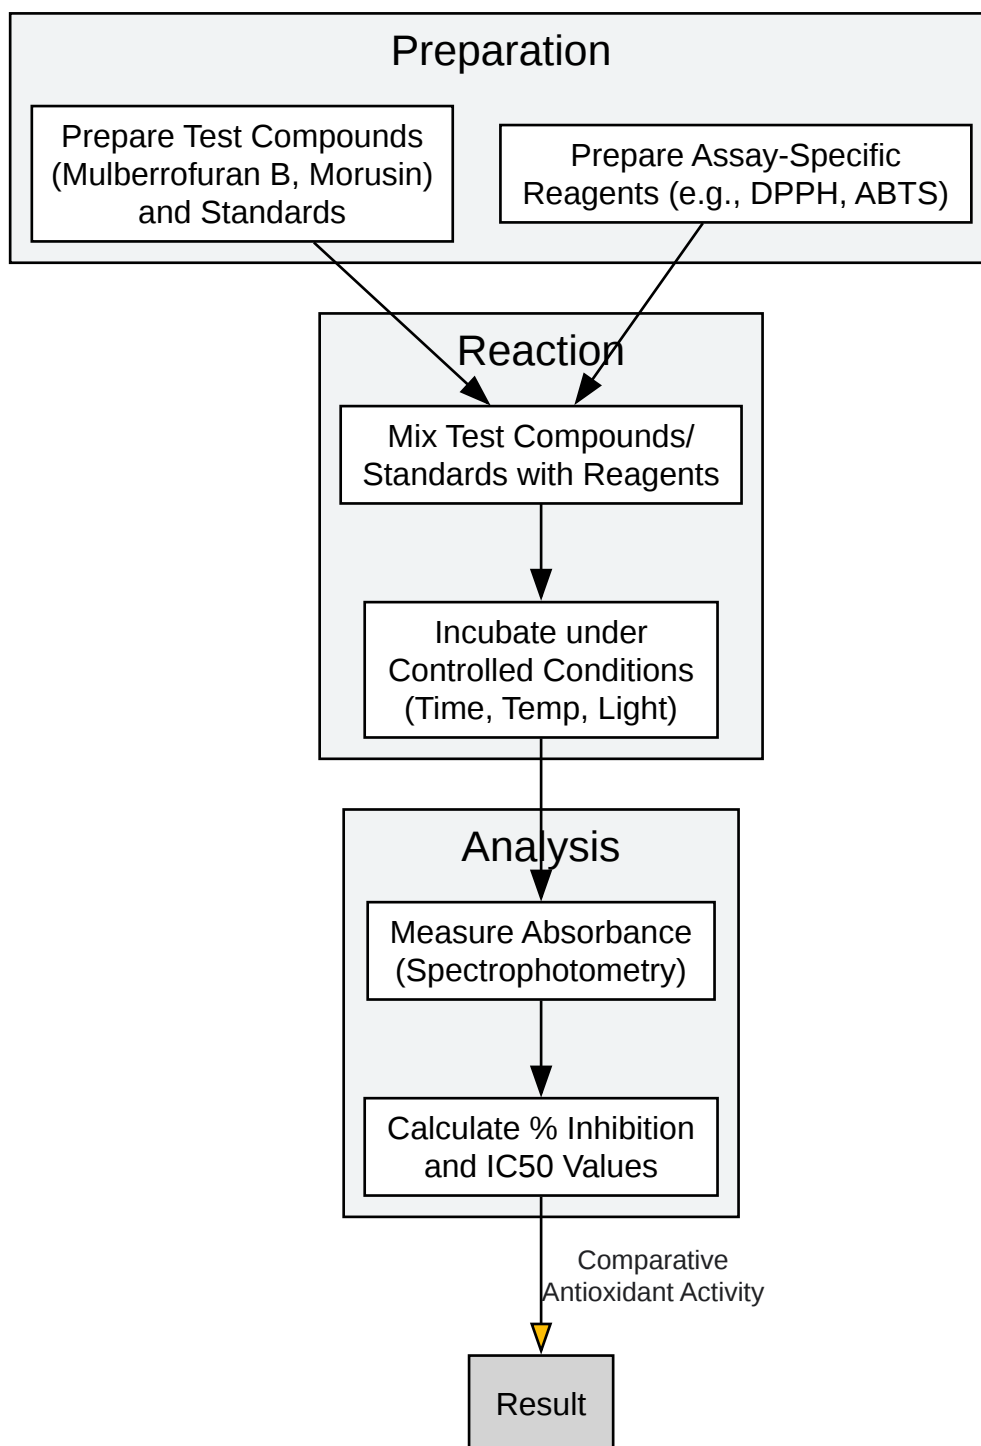 Preparation
Prepare Test Compounds
(Mulberrofuran B, Morusin)
and Standards
Prepare Assay-Specific
Reagents (e.g., DPPH, ABTS)
Reaction
Mix Test Compounds/
Standards with Reagents
Incubate under
Controlled Conditions
(Time, Temp, Light)
Analysis
Measure Absorbance
(Spectrophotometry)
Calculate % Inhibition
and IC50 Values
Comparative
Antioxidant Activity
Result